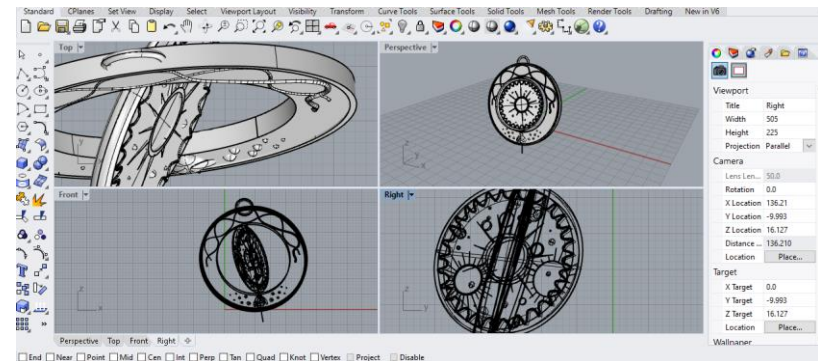 Standard CPlanes Set View Display Select Viewport Layout Visibility Transform Curve Tools Surface Tools Solid Tools Mesh Tools Render Tools Drafting New in V6
Top
Perspective
Front
Right
z
y
x
z
y
x
z
x
z
y
Viewport
Title Right
Width 505
Height 225
Projection Parallel
Camera
Lens Len... 50.0
Rotation 0.0
X Location 136.21
Y Location -9.993
Z Location 16.127
Distance ... 136.210
Location Place...
Target
X Target 0.0
Y Target -9.993
Z Target 16.127
Location Place...
Wallpaper
Perspective Top Front Right
End Near Point Mid Cen Int Perp Tan Quad Knot Vertex Project Disable